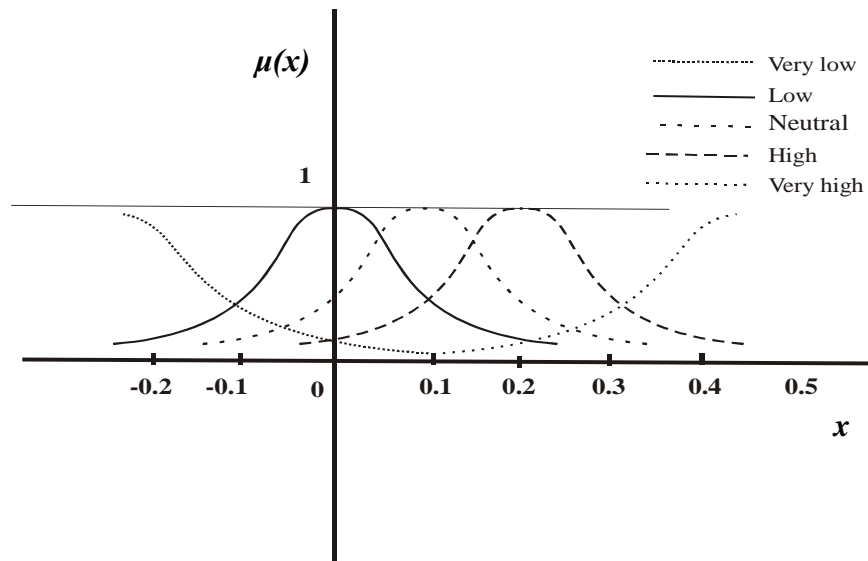 μ(x)
Very low
Low
Neutral
High
Very high
1
-0.2 -0.1 0 0.1 0.2 0.3 0.4 0.5
x